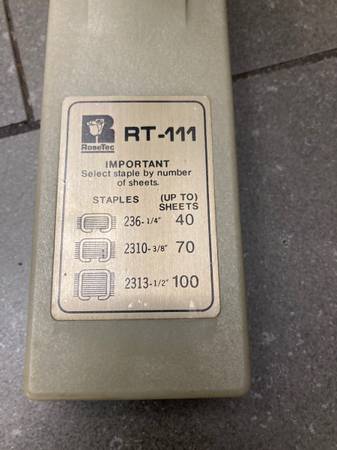 R
RoseTec
RT-111
IMPORTANT
Select staple by number
of sheets.
STAPLES (UP TO)
SHEETS
236-1/4" 40
2310-3/8" 70
2313-1/2" 100